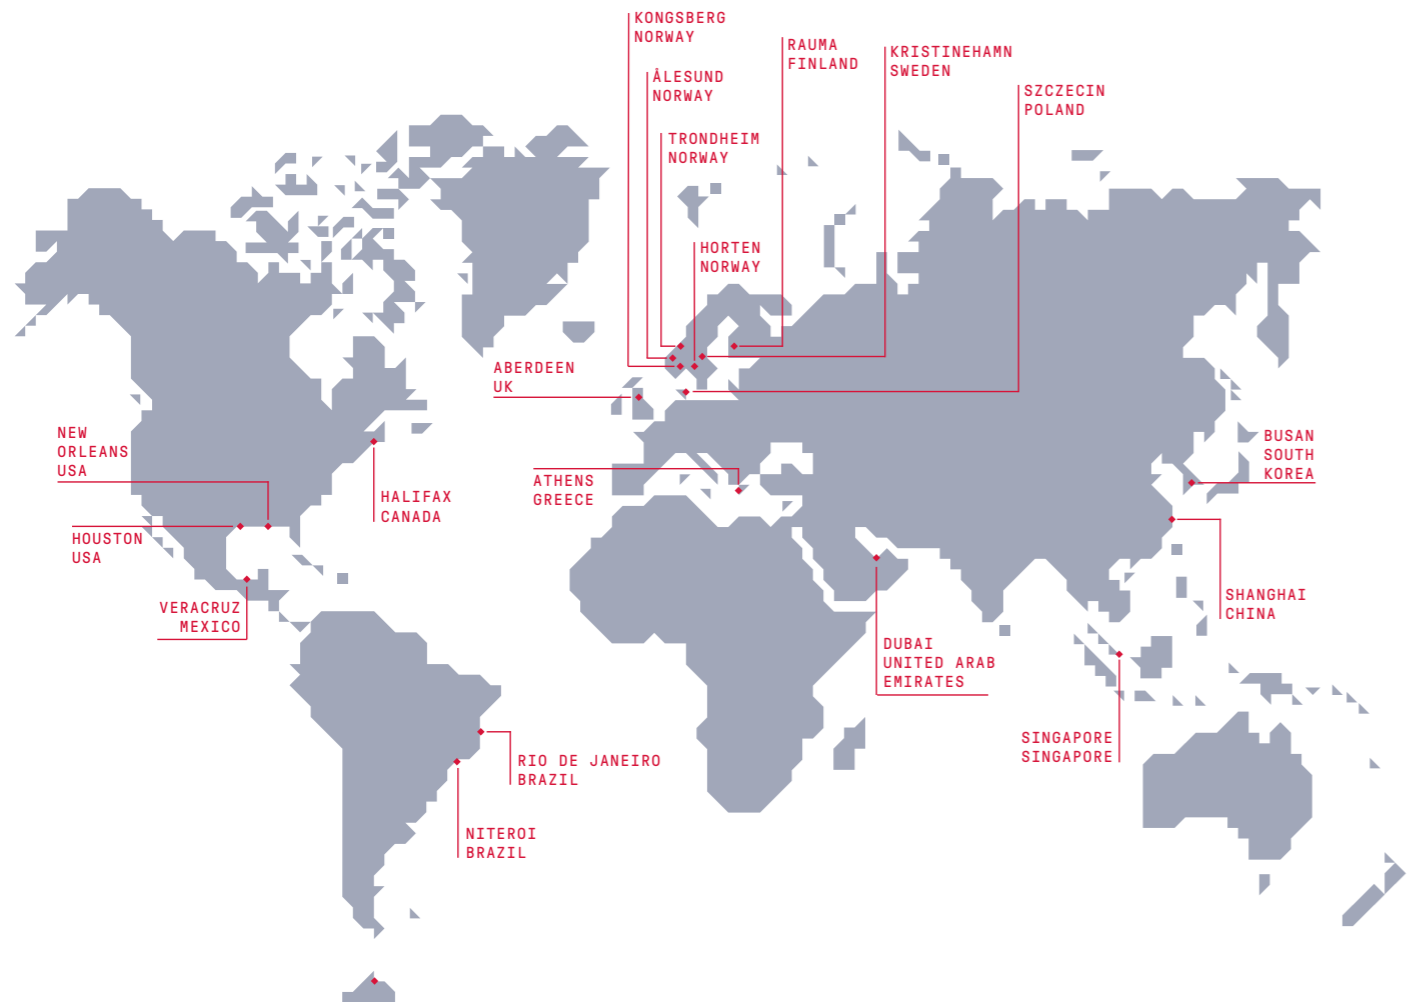 KONGSBERG
NORWAY
RAUMA
FINLAND
KRISTINEHAMN
SWEDEN
ÅLESUND
NORWAY
SZCZECIN
POLAND
TRONDHEIM
NORWAY
HORTEN
NORWAY
ABERDEEN
UK
NEW
ORLEANS
USA
BUSAN
SOUTH
KOREA
ATHENS
GREECE
HALIFAX
CANADA
HOUSTON
USA
SHANGHAI
CHINA
VERACRUZ
MEXICO
DUBAI
UNITED ARAB
EMIRATES
SINGAPORE
SINGAPORE
RIO DE JANEIRO
BRAZIL
NITEROI
BRAZIL